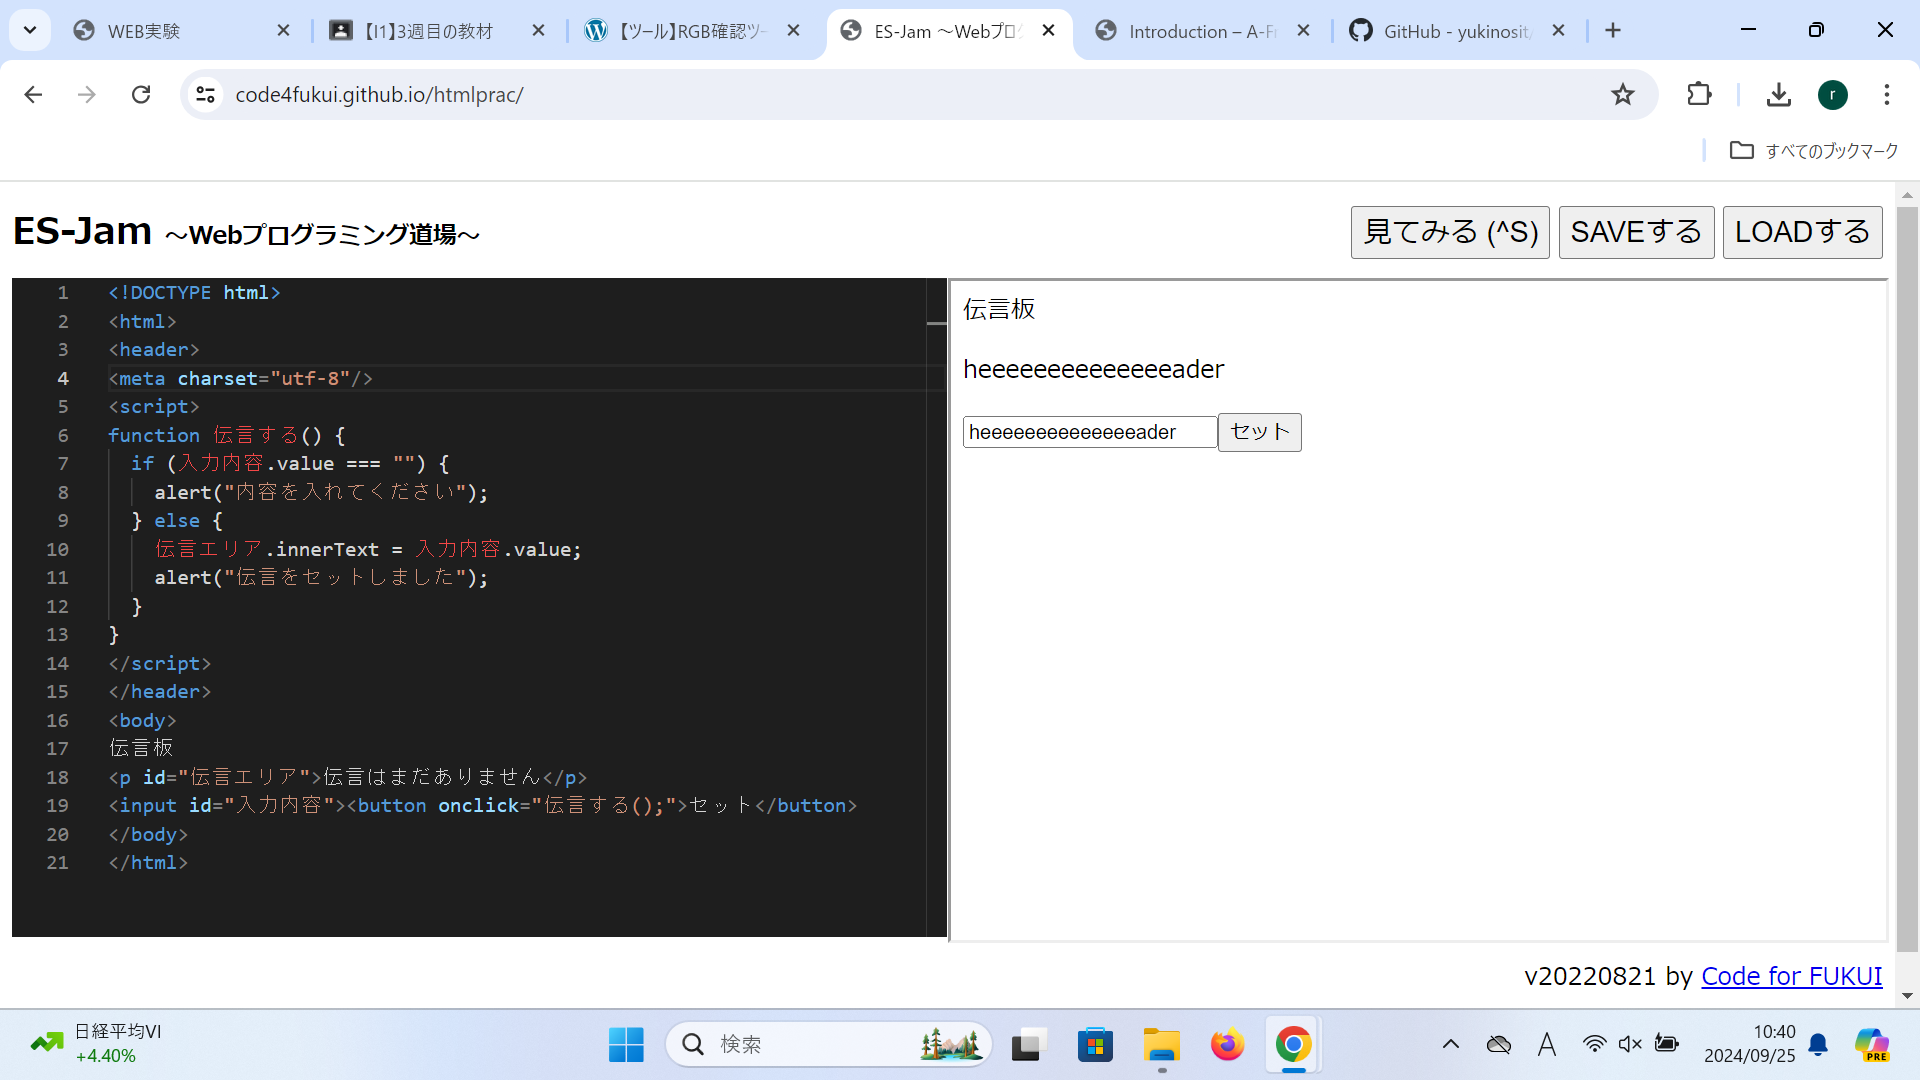 WEB実験
【I1】3週目の教材
【ツール】RGB確認ツー
ES-Jam ～Webプログ
Introduction – A-Fr
GitHub - yukinosit/
code4fukui.github.io/htmlprac/
r
すべてのブックマーク
ES-Jam ～Webプログラミング道場～
見てみる (^S)
SAVEする
LOADする
1 <!DOCTYPE html>
2 <html>
3 <header>
4 <meta charset="utf-8"/>
5 <script>
6 function 伝言する() {
7 if (入力内容.value === "") {
8 alert("内容を入れてください");
9 } else {
10 伝言エリア.innerText = 入力内容.value;
11 alert("伝言をセットしました");
12 }
13 }
14 </script>
15 </header>
16 <body>
17 伝言板
18 <p id="伝言エリア">伝言はまだありません</p>
19 <input id="入力内容"><button onclick="伝言する();">セット</button>
20 </body>
21 </html>
伝言板
heeeeeeeeeeeeeeader
heeeeeeeeeeeeeeader
セット
v20220821 by Code for FUKUI
日経平均VI
+4.40%
検索
A
10:40
2024/09/25
PRE